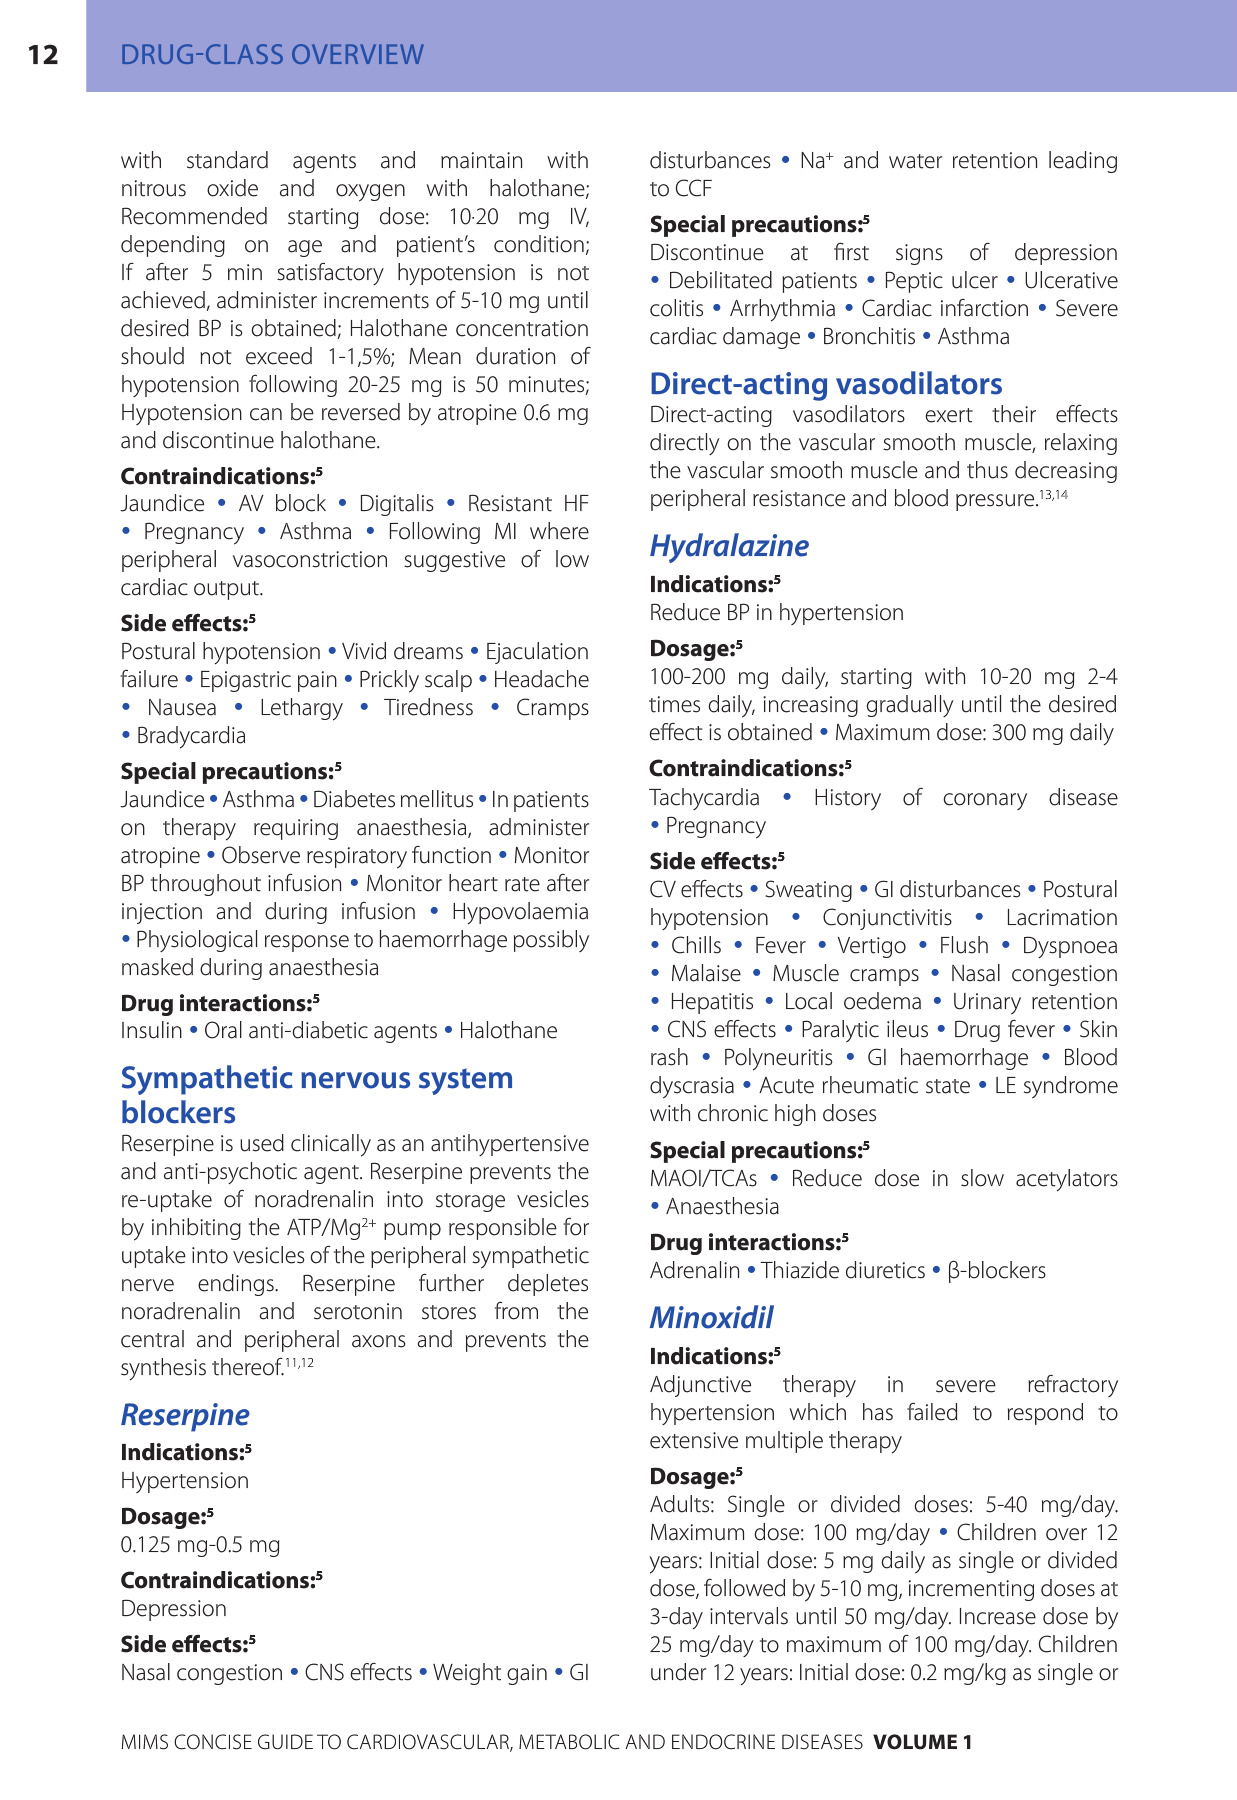 12
DRUG-CLASS OVERVIEW
with standard agents and maintain with
nitrous oxide and oxygen with halothane;
Recommended starting dose: 10·20 mg IV,
depending on age and patient’s condition;
If after 5 min satisfactory hypotension is not
achieved, administer increments of 5-10 mg until
desired BP is obtained; Halothane concentration
should not exceed 1-1,5%; Mean duration of
hypotension following 20-25 mg is 50 minutes;
Hypotension can be reversed by atropine 0.6 mg
and discontinue halothane.
Contraindications:⁵
Jaundice • AV block • Digitalis • Resistant HF
• Pregnancy • Asthma • Following MI where
peripheral vasoconstriction suggestive of low
cardiac output.
Side effects:⁵
Postural hypotension • Vivid dreams • Ejaculation
failure • Epigastric pain • Prickly scalp • Headache
• Nausea • Lethargy • Tiredness • Cramps
• Bradycardia
Special precautions:⁵
Jaundice • Asthma • Diabetes mellitus • In patients
on therapy requiring anaesthesia, administer
atropine • Observe respiratory function • Monitor
BP throughout infusion • Monitor heart rate after
injection and during infusion • Hypovolaemia
• Physiological response to haemorrhage possibly
masked during anaesthesia
Drug interactions:⁵
Insulin • Oral anti-diabetic agents • Halothane
Sympathetic nervous system
blockers
Reserpine is used clinically as an antihypertensive
and anti-psychotic agent. Reserpine prevents the
re-uptake of noradrenalin into storage vesicles
by inhibiting the ATP/Mg²⁺ pump responsible for
uptake into vesicles of the peripheral sympathetic
nerve endings. Reserpine further depletes
noradrenalin and serotonin stores from the
central and peripheral axons and prevents the
synthesis thereof.¹¹,¹²
Reserpine
Indications:⁵
Hypertension
Dosage:⁵
0.125 mg-0.5 mg
Contraindications:⁵
Depression
Side effects:⁵
Nasal congestion • CNS effects • Weight gain • GI
disturbances • Na⁺ and water retention leading
to CCF
Special precautions:⁵
Discontinue at first signs of depression
• Debilitated patients • Peptic ulcer • Ulcerative
colitis • Arrhythmia • Cardiac infarction • Severe
cardiac damage • Bronchitis • Asthma
Direct-acting vasodilators
Direct-acting vasodilators exert their effects
directly on the vascular smooth muscle, relaxing
the vascular smooth muscle and thus decreasing
peripheral resistance and blood pressure.¹³,¹⁴
Hydralazine
Indications:⁵
Reduce BP in hypertension
Dosage:⁵
100-200 mg daily, starting with 10-20 mg 2-4
times daily, increasing gradually until the desired
effect is obtained • Maximum dose: 300 mg daily
Contraindications:⁵
Tachycardia • History of coronary disease
• Pregnancy
Side effects:⁵
CV effects • Sweating • GI disturbances • Postural
hypotension • Conjunctivitis • Lacrimation
• Chills • Fever • Vertigo • Flush • Dyspnoea
• Malaise • Muscle cramps • Nasal congestion
• Hepatitis • Local oedema • Urinary retention
• CNS effects • Paralytic ileus • Drug fever • Skin
rash • Polyneuritis • GI haemorrhage • Blood
dyscrasia • Acute rheumatic state • LE syndrome
with chronic high doses
Special precautions:⁵
MAOI/TCAs • Reduce dose in slow acetylators
• Anaesthesia
Drug interactions:⁵
Adrenalin • Thiazide diuretics • β-blockers
Minoxidil
Indications:⁵
Adjunctive therapy in severe refractory
hypertension which has failed to respond to
extensive multiple therapy
Dosage:⁵
Adults: Single or divided doses: 5-40 mg/day.
Maximum dose: 100 mg/day • Children over 12
years: Initial dose: 5 mg daily as single or divided
dose, followed by 5-10 mg, incrementing doses at
3-day intervals until 50 mg/day. Increase dose by
25 mg/day to maximum of 100 mg/day. Children
under 12 years: Initial dose: 0.2 mg/kg as single or
MIMS CONCISE GUIDE TO CARDIOVASCULAR, METABOLIC AND ENDOCRINE DISEASES VOLUME 1